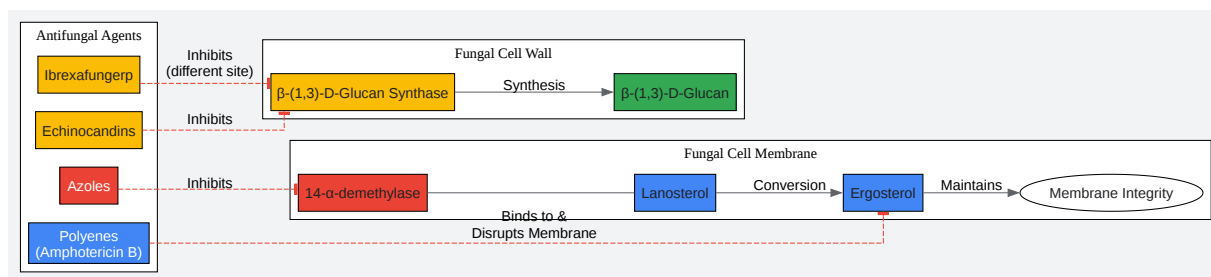 Antifungal Agents
Ibrexafungerp
Echinocandins
Azoles
Polyenes
(Amphotericin B)
Inhibits
(different site)
Inhibits
Inhibits
Binds to &
Disrupts Membrane
Fungal Cell Wall
β-(1,3)-D-Glucan Synthase
Synthesis
β-(1,3)-D-Glucan
Fungal Cell Membrane
14-α-demethylase
Lanosterol
Conversion
Ergosterol
Maintains
Membrane Integrity